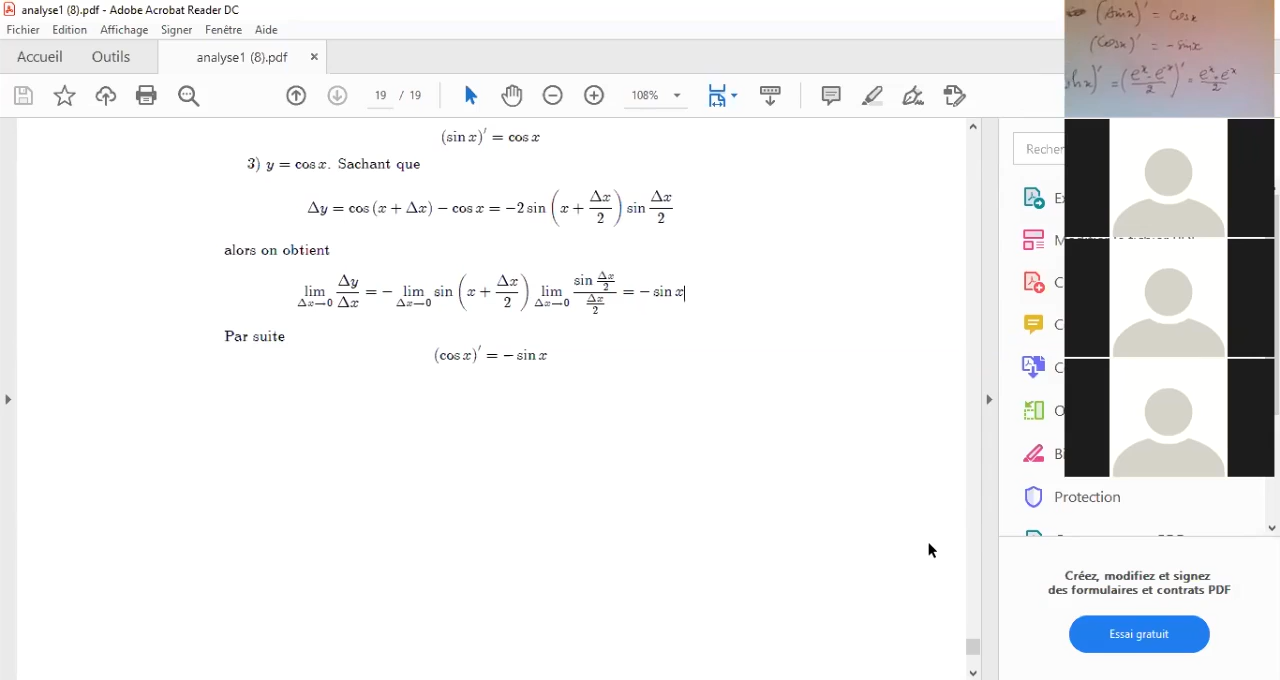 analyse1 (8).pdf - Adobe Acrobat Reader DC
Fichier Edition Affichage Signer Fenêtre Aide
Accueil Outils analyse1 (8).pdf ×
19 / 19 108%
(sin x)′ = cos x
3) y = cos x. Sachant que
Δy = cos (x + Δx) − cos x = −2 sin (x + Δx/2) sin Δx/2
alors on obtient
lim Δx→0 Δy/Δx = − lim Δx→0 sin (x + Δx/2) lim Δx→0 (sin Δx/2)/(Δx/2) = − sin x
Par suite
(cos x)′ = − sin x
(sin x)' = cos x
(cos x)' = - sin x
Recher
Protection
Créez, modifiez et signez
des formulaires et contrats PDF
Essai gratuit